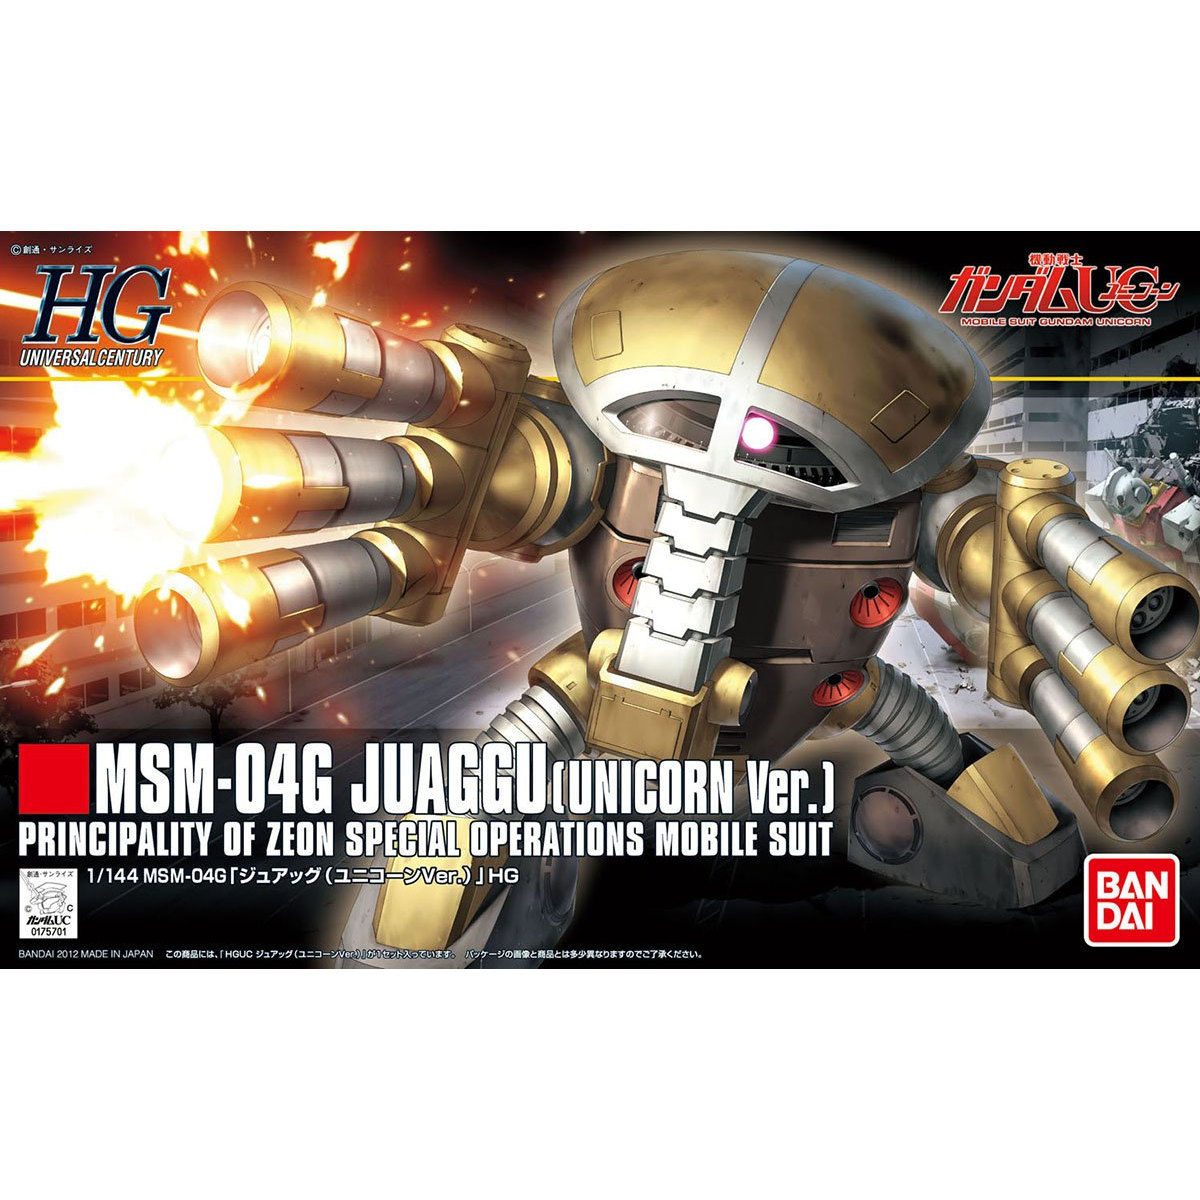 ©創通・サンライズ
HG
UNIVERSAL CENTURY
機動戦士
ガンダムUC
ユニコーン
MOBILE SUIT GUNDAM UNICORN
MSM-04G JUAGGU(UNICORN Ver.)
PRINCIPALITY OF ZEON SPECIAL OPERATIONS MOBILE SUIT
1/144 MSM-04G「ジュアッグ(ユニコーンVer.)」HG
創通・サンライズ
© C
ガンダムUC
0175701
BAN
DAI
BANDAI 2012 MADE IN JAPAN この商品には、「HGUC ジュアッグ(ユニコーンVer.)」が1セット入っています。 パッケージの画像と商品とは多少異なりますのでご了承ください。